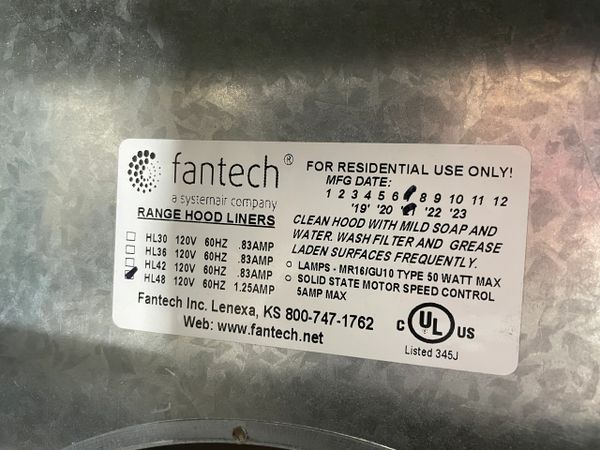 fantech®
a systemair company
RANGE HOOD LINERS
HL30 120V 60HZ .83AMP
HL36 120V 60HZ .83AMP
HL42 120V 60HZ .83AMP
HL48 120V 60HZ 1.25AMP
FOR RESIDENTIAL USE ONLY!
MFG DATE:
1 2 3 4 5 6 8 9 10 11 12
'19' '20 '22 '23
CLEAN HOOD WITH MILD SOAP AND
WATER. WASH FILTER AND GREASE
LADEN SURFACES FREQUENTLY.
LAMPS - MR16/GU10 TYPE 50 WATT MAX
SOLID STATE MOTOR SPEED CONTROL
5AMP MAX
Fantech Inc. Lenexa, KS 800-747-1762
Web: www.fantech.net
C UL US
Listed 345J